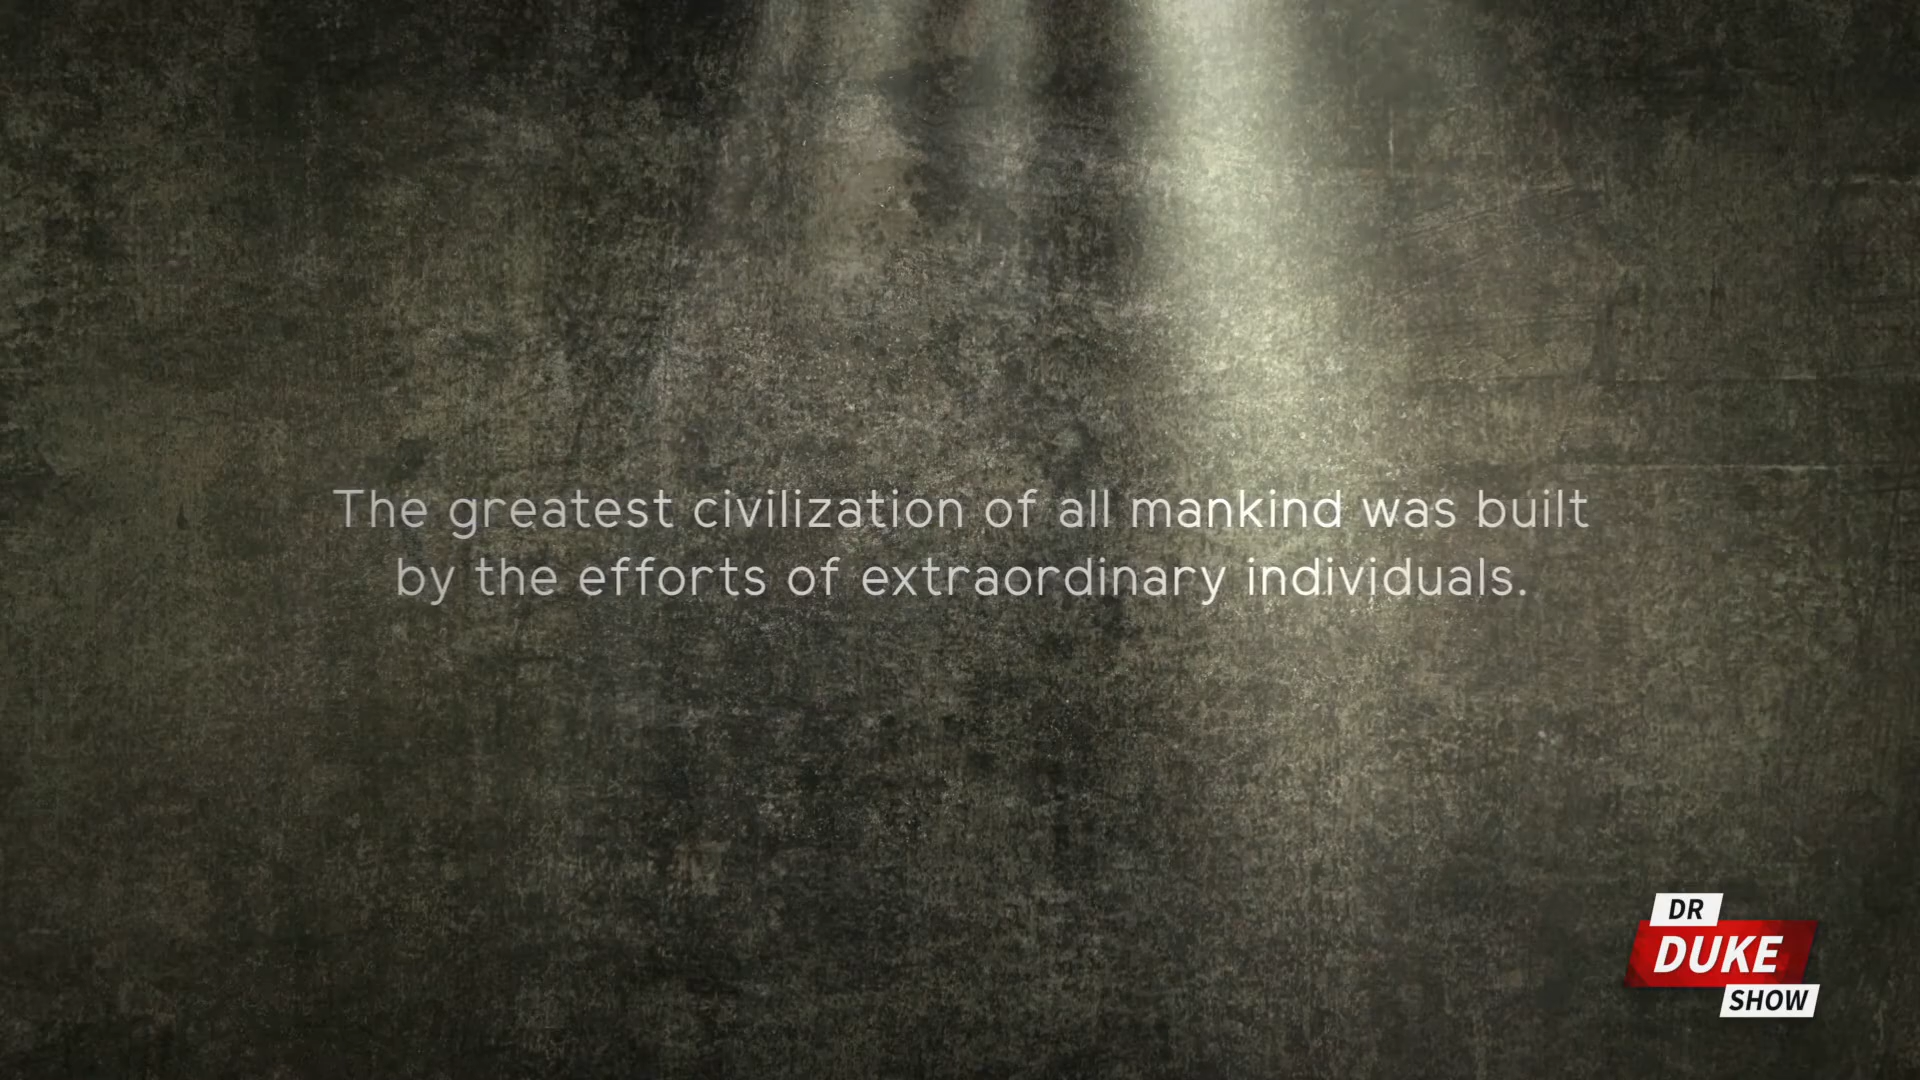 The greatest civilization of all mankind was built
by the efforts of extraordinary individuals.
DR
DUKE
SHOW